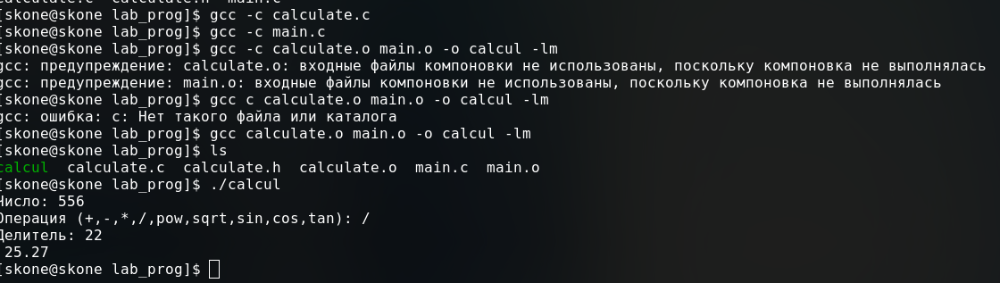 [skone@skone lab_prog]$ gcc -c calculate.c
[skone@skone lab_prog]$ gcc -c main.c
[skone@skone lab_prog]$ gcc -c calculate.o main.o -o calcul -lm
gcc: предупреждение: calculate.o: входные файлы компоновки не использованы, поскольку компоновка не выполнялась
gcc: предупреждение: main.o: входные файлы компоновки не использованы, поскольку компоновка не выполнялась
[skone@skone lab_prog]$ gcc c calculate.o main.o -o calcul -lm
gcc: ошибка: c: Нет такого файла или каталога
[skone@skone lab_prog]$ gcc calculate.o main.o -o calcul -lm
[skone@skone lab_prog]$ ls
calcul calculate.c calculate.h calculate.o main.c main.o
[skone@skone lab_prog]$ ./calcul
Число: 556
Операция (+,-,*,/,pow,sqrt,sin,cos,tan): /
Делитель: 22
25.27
[skone@skone lab_prog]$